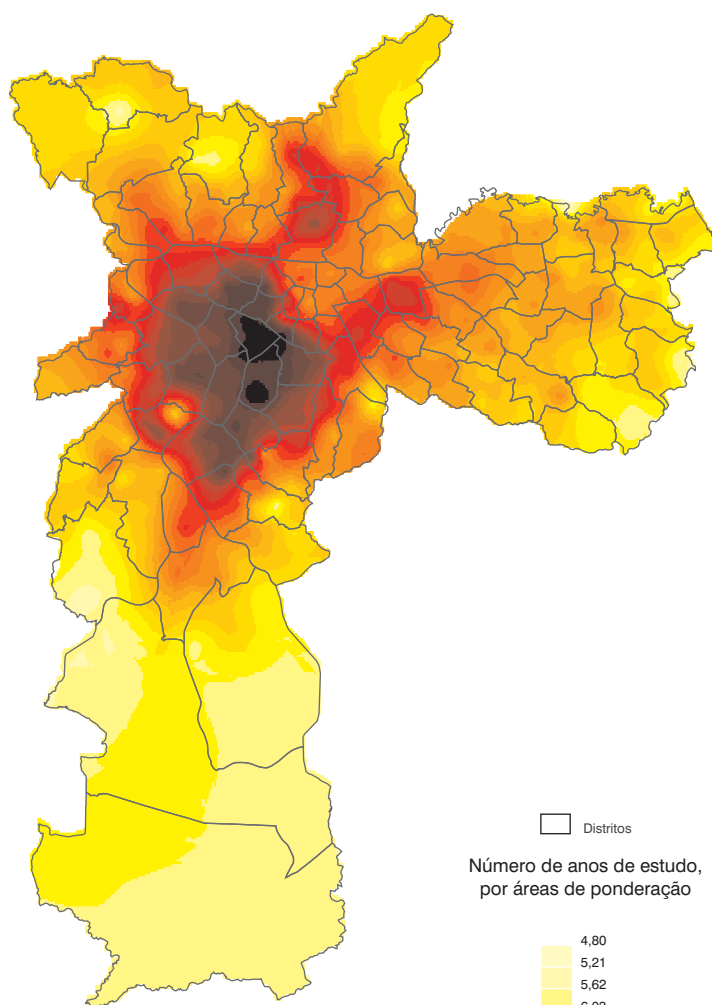 Distritos
Número de anos de estudo,
por áreas de ponderação
4,80
5,21
5,62